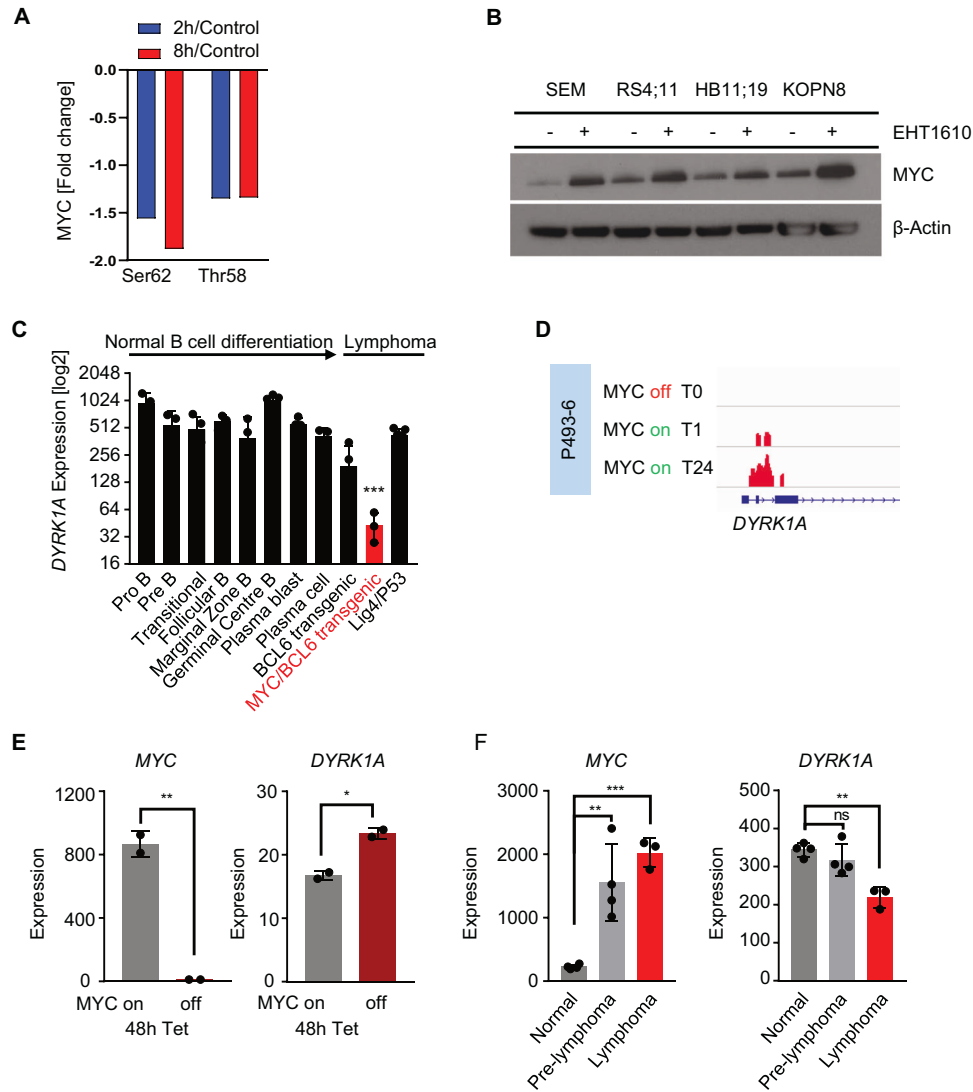 A
2h/Control
8h/Control
MYC [Fold change]
0.0
-0.5
-1.0
-1.5
-2.0
Ser62 Thr58
B
SEM RS4;11 HB11;19 KOPN8
- + - + - + - + EHT1610
MYC
β-Actin
C
Normal B cell differentiation Lymphoma
DYRK1A Expression [log2]
2048
1024
512
256
128
64
32
16
***
Pro B
Pre B
Transitional
Follicular B
Marginal Zone B
Germinal Centre B
Plasma blast
Plasma cell
BCL6 transgenic
MYC/BCL6 transgenic
Lig4/P53
D
P493-6
MYC off T0
MYC on T1
MYC on T24
DYRK1A
E
MYC
Expression
1200
800
400
0
**
MYC on off
48h Tet
DYRK1A
Expression
30
20
10
0
*
MYC on off
48h Tet
F
MYC
Expression
3000
2000
1000
0
***
**
Normal
Pre-lymphoma
Lymphoma
DYRK1A
Expression
400
300
200
100
0
**
ns
Normal
Pre-lymphoma
Lymphoma